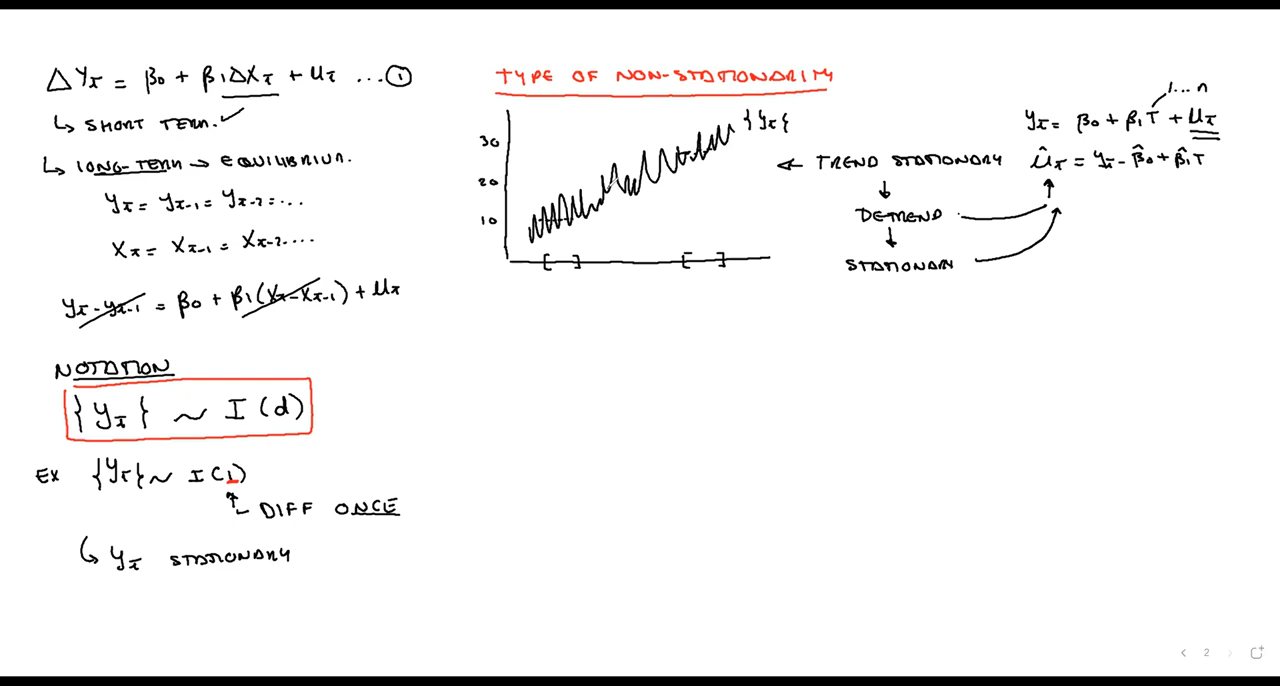 ΔYt = β0 + β1ΔXt + ut ...①
↳ SHORT TERM. ✓
↳ LONG-TERM → EQUILIBRIUM.
yt = yt-1 = yt-2 = ...
Xt = Xt-1 = Xt-2 ....
yt - yt-1 = β0 + β1(Xt - Xt-1) + ut
NOTATION
{yt} ~ I(d)
EX {yt} ~ I(1)
DIFF ONCE
↳ yt STATIONARY
TYPE OF NON-STATIONARITY
30
20
10
{yt}
← TREND STATIONARY
↓
DETREND
↓
STATIONARY
1...n
yt = β0 + β1T + ut
ût = yt - β̂0 + β̂1T
2